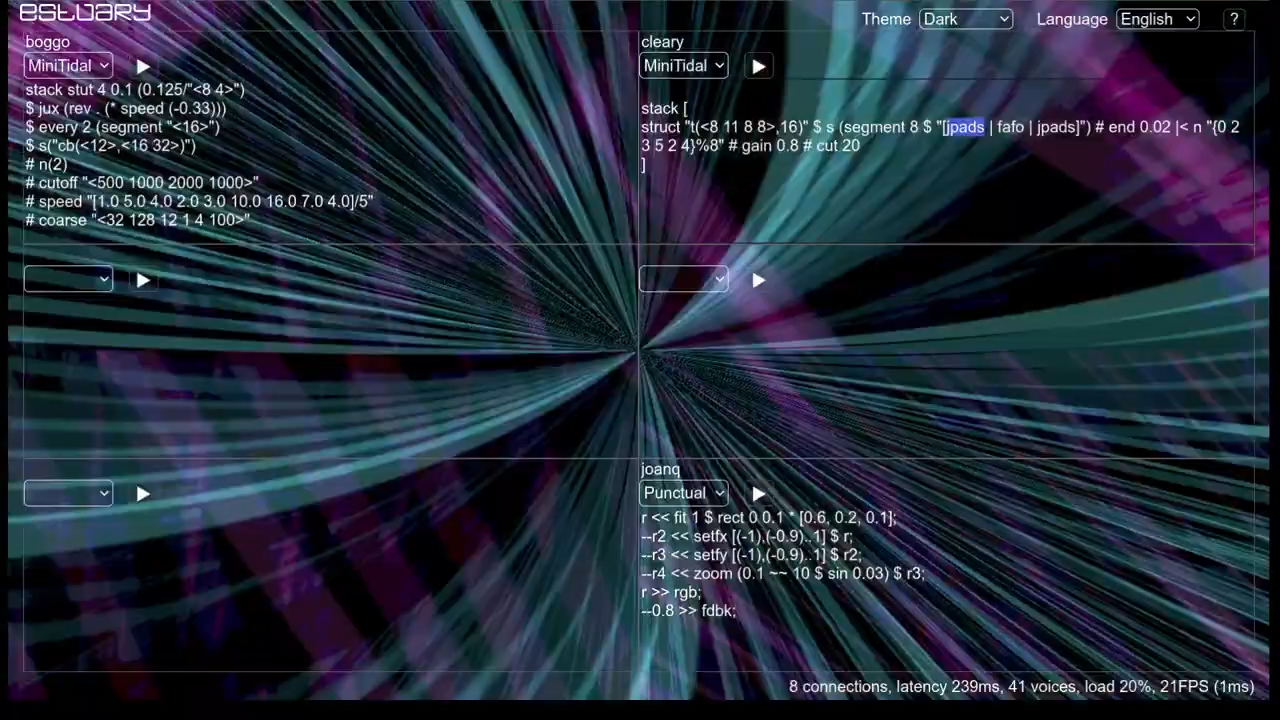 estuary
Theme Dark Language English ?
boggo
MiniTidal
stack stut 4 0.1 (0.125/"<8 4>")
$ jux (rev . (* speed (-0.33)))
$ every 2 (segment "<16>")
$ s("cb(<12>,<16 32>)")
# n(2)
# cutoff "<500 1000 2000 1000>"
# speed "[1.0 5.0 4.0 2.0 3.0 10.0 16.0 7.0 4.0]/5"
# coarse "<32 128 12 1 4 100>"
cleary
MiniTidal
stack [
struct "t(<8 11 8 8>,16)" $ s (segment 8 $ "[jpads | fafo | jpads]") # end 0.02 |< n "{0 2
3 5 2 4}%8" # gain 0.8 # cut 20
]
joanq
Punctual
r << fit 1 $ rect 0 0.1 * [0.6, 0.2, 0.1];
--r2 << setfx [(-1),(-0.9)..1] $ r;
--r3 << setfy [(-1),(-0.9)..1] $ r2;
--r4 << zoom (0.1 ~~ 10 $ sin 0.03) $ r3;
r >> rgb;
--0.8 >> fdbk;
8 connections, latency 239ms, 41 voices, load 20%, 21FPS (1ms)